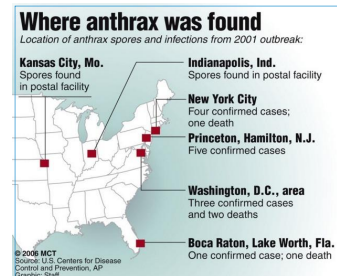 Where anthrax was found
Location of anthrax spores and infections from 2001 outbreak:
Kansas City, Mo.
Spores found
in postal facility
Indianapolis, Ind.
Spores found in postal facility
New York City
Four confirmed cases;
one death
Princeton, Hamilton, N.J.
Five confirmed cases
Washington, D.C., area
Three confirmed cases
and two deaths
Boca Raton, Lake Worth, Fla.
One confirmed case; one death
© 2006 MCT
Source: U.S. Centers for Disease
Control and Prevention, AP
Graphic: Staff